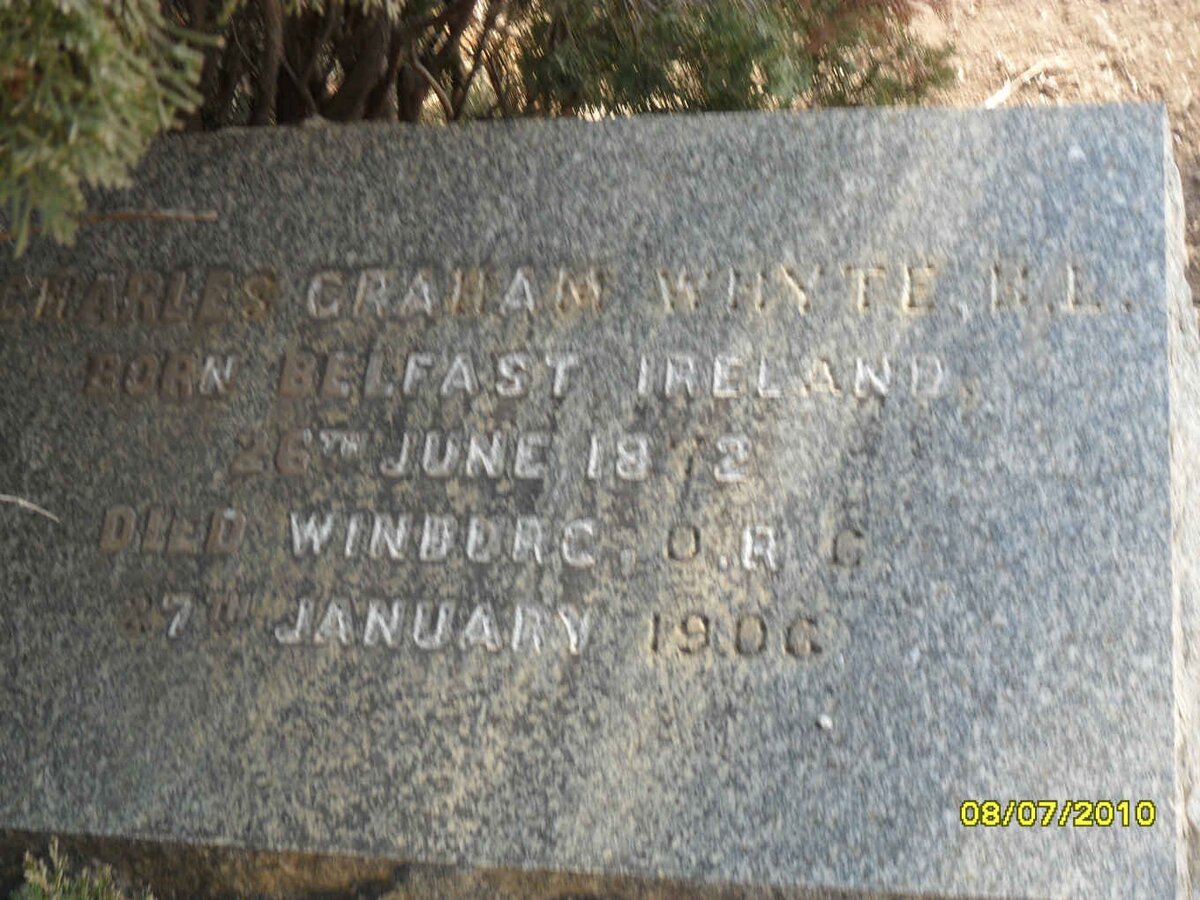 CHARLES GRAHAM WHYTE,
BORN BELFAST IRELAND
26TH JUNE 1872
DIED WINBURG, O.R.C
27TH JANUARY 1906
08/07/2010